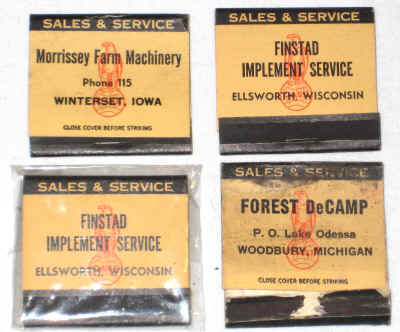 SALES & SERVICE
Morrissey Farm Machinery
Phone 115
WINTERSET, IOWA
CLOSE COVER BEFORE STRIKING
SALES & SERVICE
FINSTAD
IMPLEMENT SERVICE
ELLSWORTH, WISCONSIN
SALES & SERVICE
FINSTAD
IMPLEMENT SERVICE
ELLSWORTH, WISCONSIN
SALES & SERVICE
FOREST DeCAMP
P. O. Lake Odessa
WOODBURY, MICHIGAN
CLOSE COVER BEFORE STRIKING